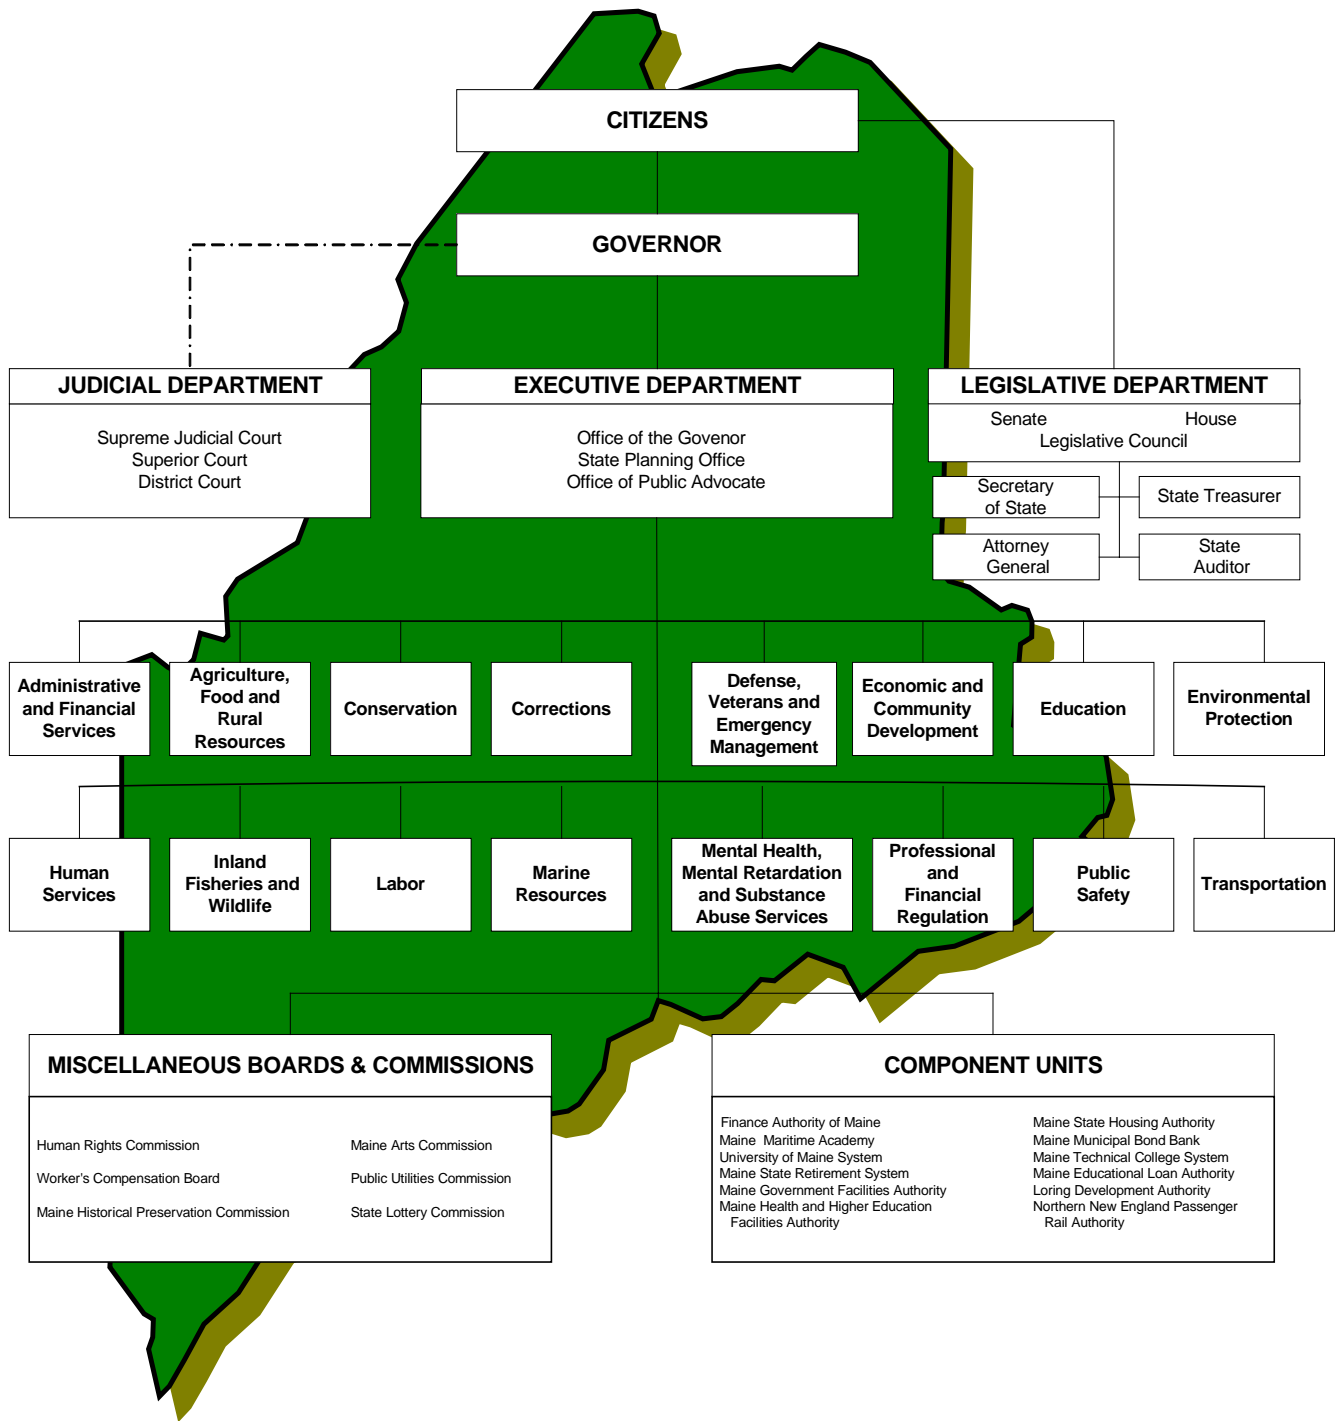 CITIZENS
GOVERNOR
JUDICIAL DEPARTMENT
Supreme Judicial Court
Superior Court
District Court
EXECUTIVE DEPARTMENT
Office of the Govenor
State Planning Office
Office of Public Advocate
LEGISLATIVE DEPARTMENT
Senate House
Legislative Council
Secretary
of State
State Treasurer
Attorney
General
State
Auditor
Administrative
and Financial
Services
Agriculture,
Food and
Rural
Resources
Conservation
Corrections
Defense,
Veterans and
Emergency
Management
Economic and
Community
Development
Education
Environmental
Protection
Human
Services
Inland
Fisheries and
Wildlife
Labor
Marine
Resources
Mental Health,
Mental Retardation
and Substance
Abuse Services
Professional
and
Financial
Regulation
Public
Safety
Transportation
MISCELLANEOUS BOARDS & COMMISSIONS
Human Rights Commission
Worker's Compensation Board
Maine Historical Preservation Commission
Maine Arts Commission
Public Utilities Commission
State Lottery Commission
COMPONENT UNITS
Finance Authority of Maine
Maine Maritime Academy
University of Maine System
Maine State Retirement System
Maine Government Facilities Authority
Maine Health and Higher Education
Facilities Authority
Maine State Housing Authority
Maine Municipal Bond Bank
Maine Technical College System
Maine Educational Loan Authority
Loring Development Authority
Northern New England Passenger
Rail Authority